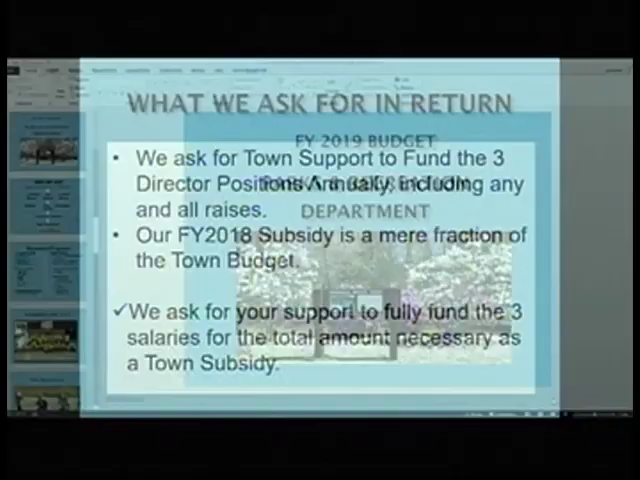 WHAT WE ASK FOR IN RETURN
FY 2019 BUDGET
• We ask for Town Support to Fund the 3
Director Positions Annually, including any
and all raises.
DEPARTMENT
• Our FY2018 Subsidy is a mere fraction of
the Town Budget.
✓We ask for your support to fully fund the 3
salaries for the total amount necessary as
a Town Subsidy.